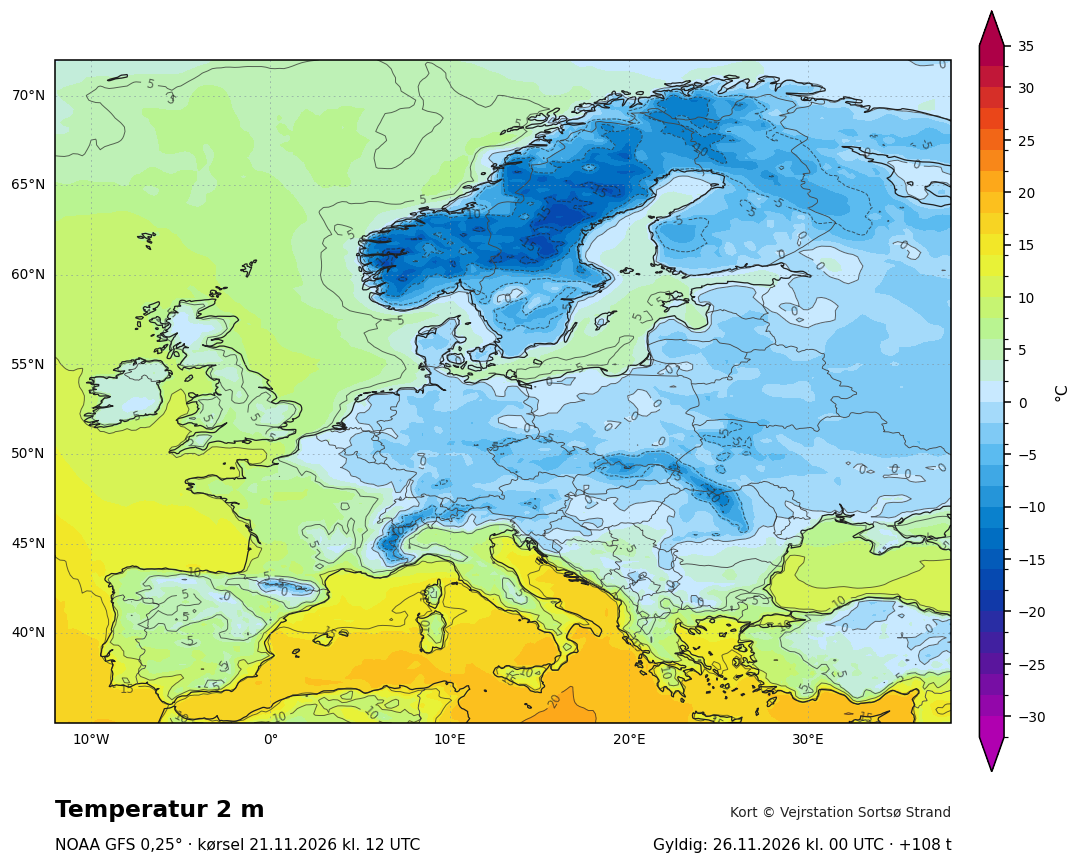 70°N
65°N
60°N
55°N
50°N
45°N
40°N
10°W
0°
10°E
20°E
30°E
35
30
25
20
15
10
5
0
−5
−10
−15
−20
−25
−30
°C
Temperatur 2 m
Kort © Vejrstation Sortsø Strand
NOAA GFS 0,25° · kørsel 21.11.2026 kl. 12 UTC
Gyldig: 26.11.2026 kl. 00 UTC · +108 t